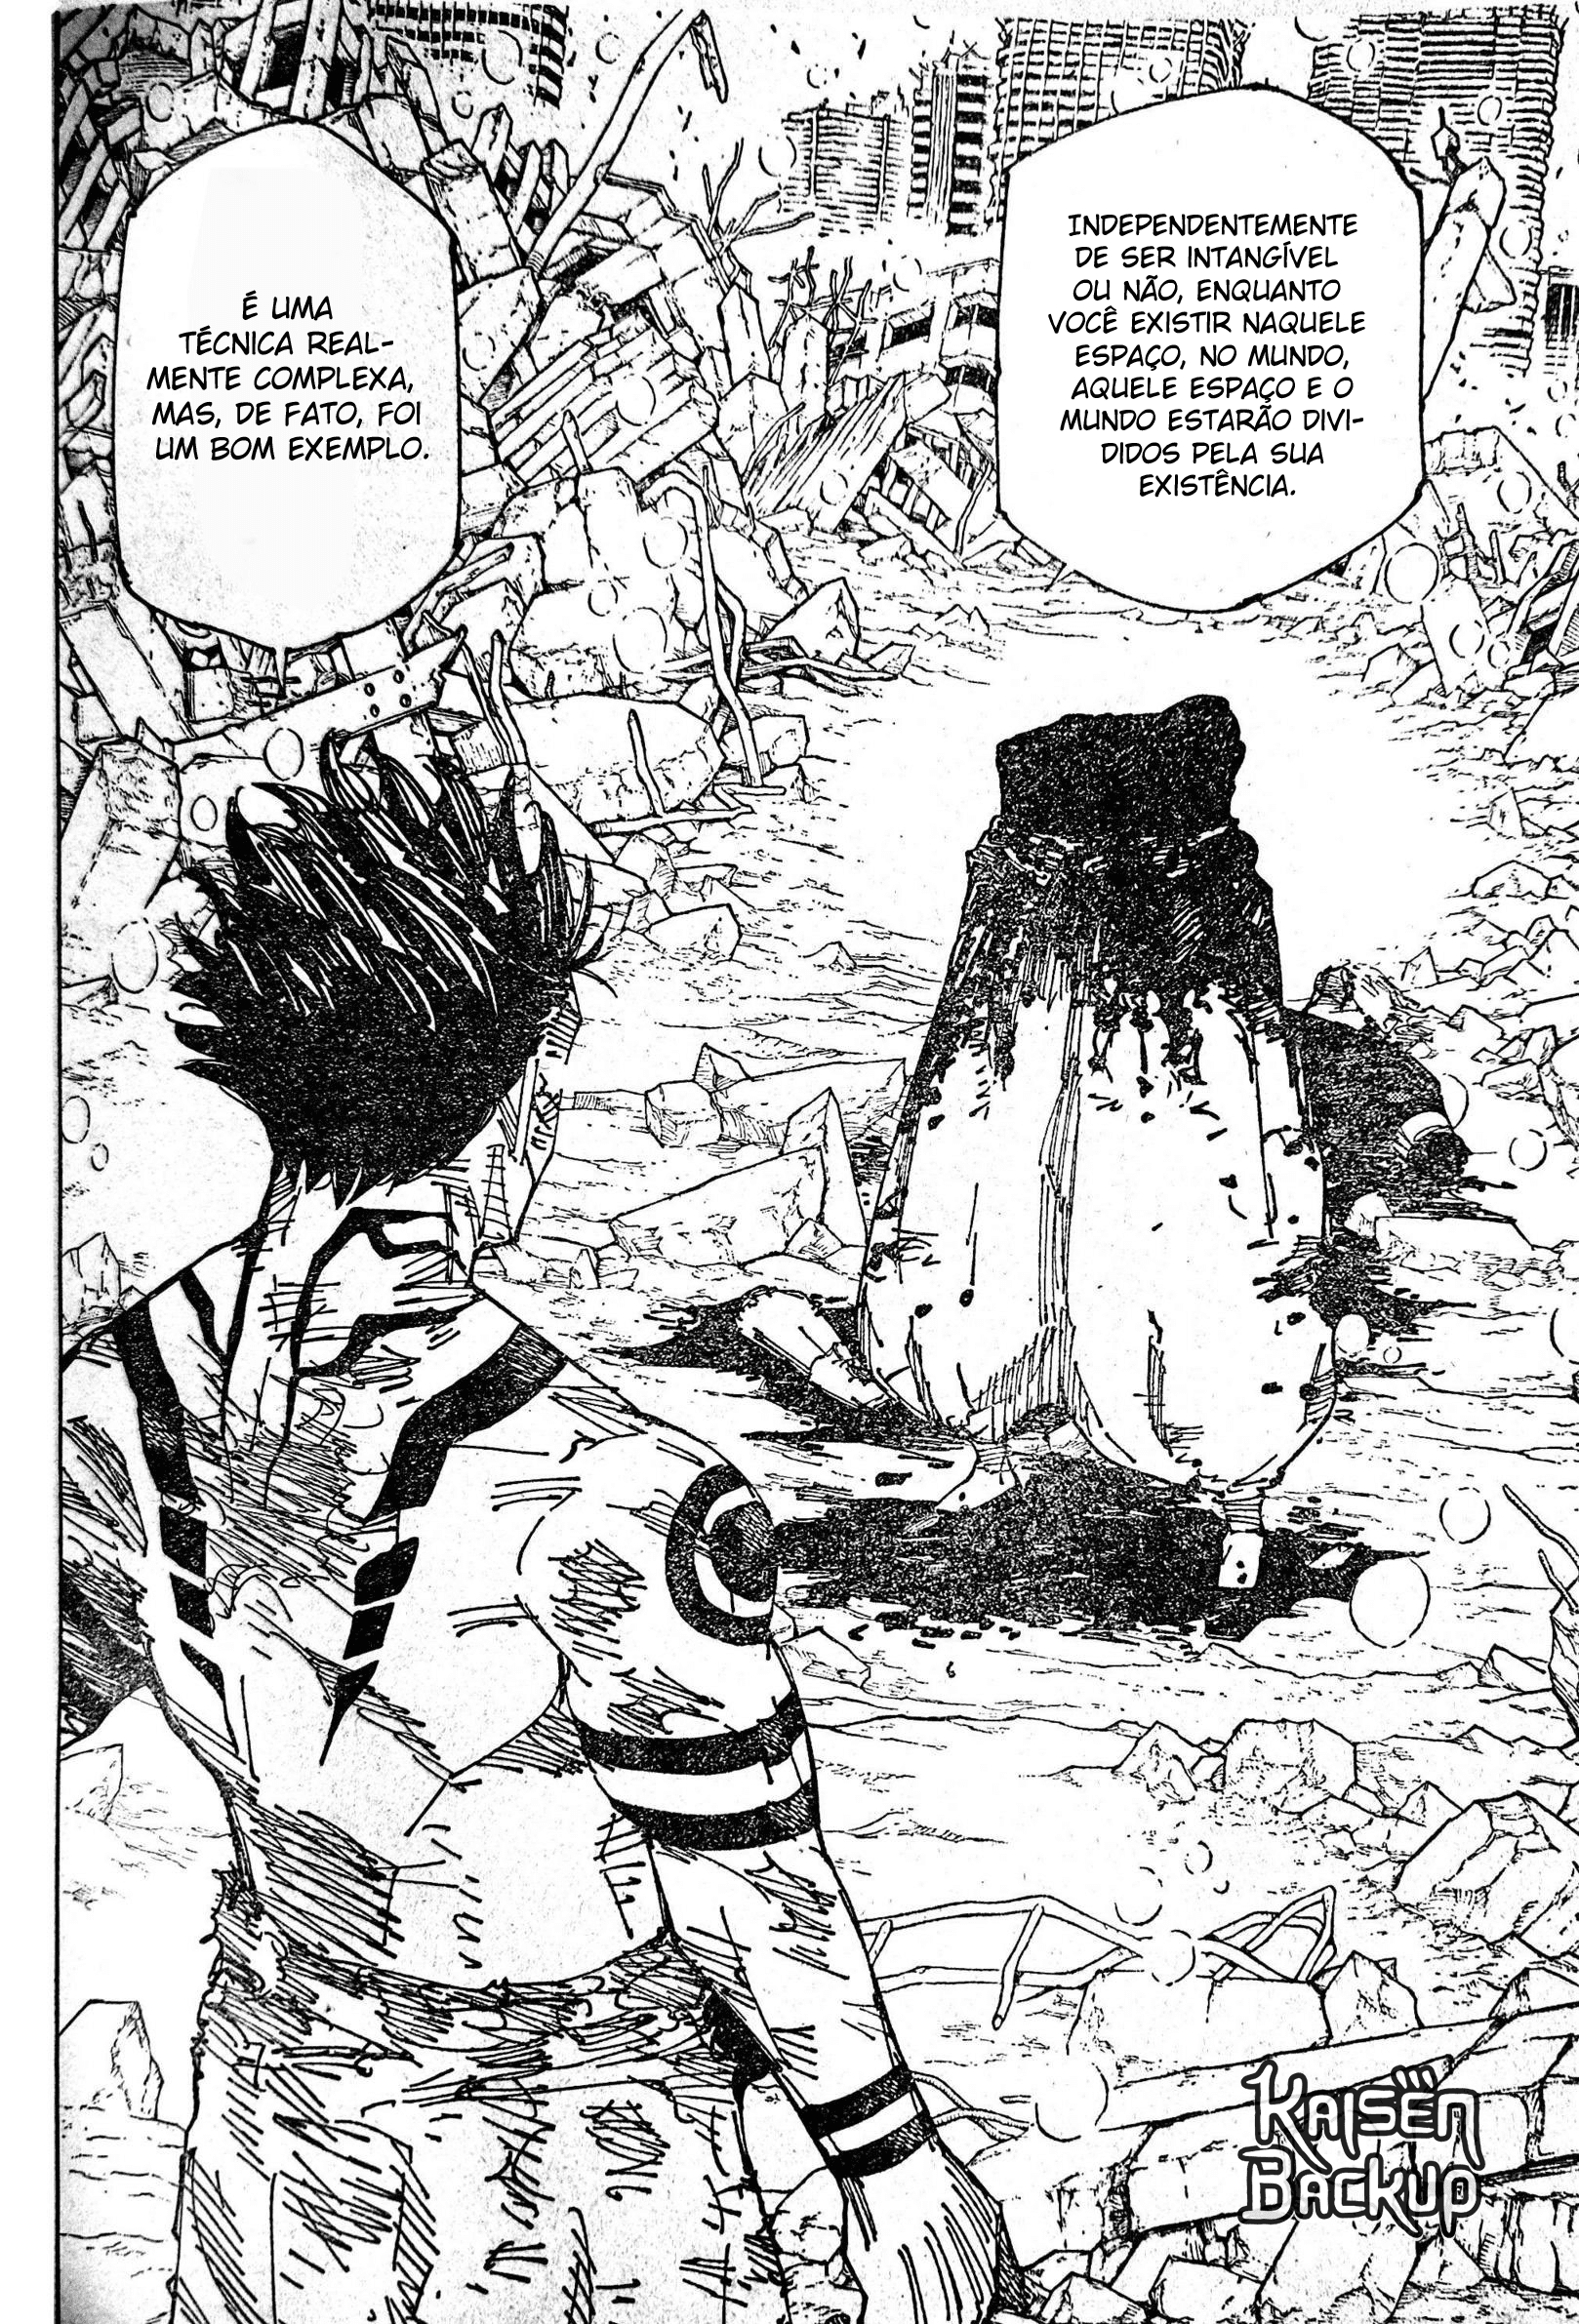 INDEPENDENTEMENTE
DE SER INTANGÍVEL
OU NÃO, ENQUANTO
VOCÊ EXISTIR NAQUELE
ESPAÇO, NO MUNDO,
AQUELE ESPAÇO E O
MUNDO ESTARÃO DIVI-
DIDOS PELA SUA
EXISTÊNCIA.
É UMA
TÉCNICA REAL-
MENTE COMPLEXA,
MAS, DE FATO, FOI
UM BOM EXEMPLO.
KAISEN
BACKUP